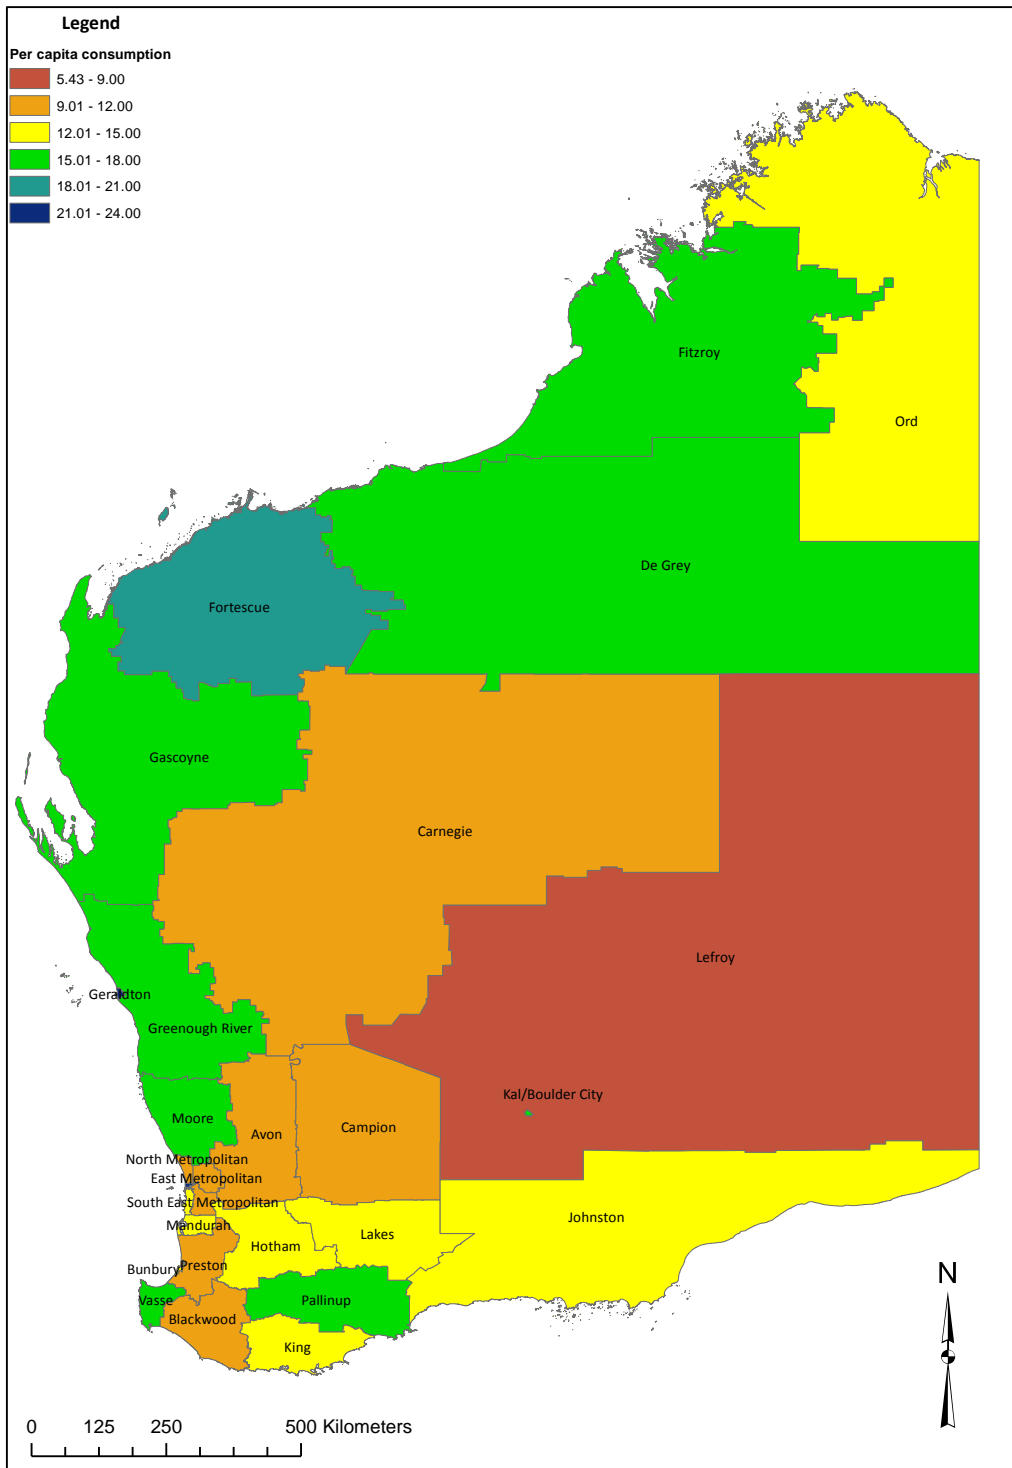 Legend
Per capita consumption
5.43 - 9.00
9.01 - 12.00
12.01 - 15.00
15.01 - 18.00
18.01 - 21.00
21.01 - 24.00
Fitzroy
Ord
De Grey
Fortescue
Gascoyne
Carnegie
Lefroy
Geraldton
Greenough River
Kal/Boulder City
Moore
Avon
Campion
North Metropolitan
East Metropolitan
South East Metropolitan
Mandurah
Johnston
Lakes
Hotham
Preston
Bunbury
Vasse
Pallinup
Blackwood
King
N
0 125 250 500 Kilometers